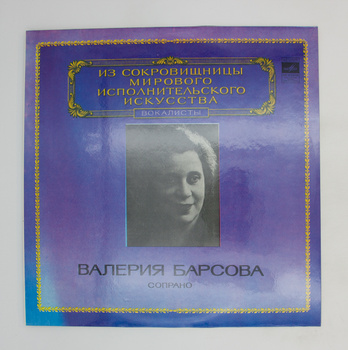 ИЗ СОКРОВИЩНИЦЫ
МИРОВОГО
ИСПОЛНИТЕЛЬСКОГО
ИСКУССТВА
ВОКАЛИСТЫ
ВАЛЕРИЯ БАРСОВА
СОПРАНО